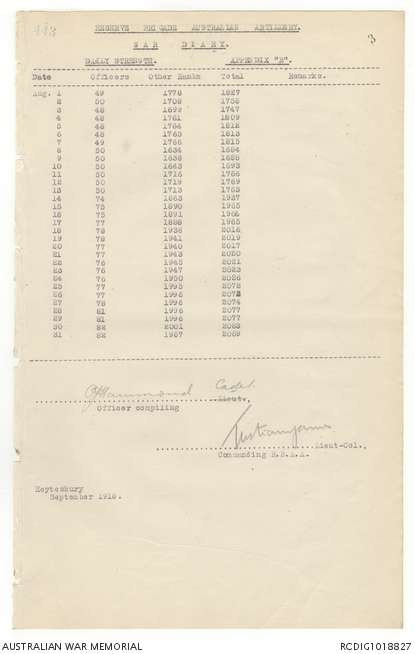 113
3
RESERVE BRIGADE AUSTRALIAN ARTILLERY.
WAR DIARY.
DAILY STRENGTH. APPENDIX "B".
Date Officers Other Ranks Total Remarks.
Aug. 1 49 1778 1827
2 50 1708 1758
3 48 1699 1747
4 48 1761 1809
5 48 1764 1812
6 48 1765 1813
7 49 1766 1815
8 50 1634 1684
9 50 1638 1688
10 50 1643 1693
11 50 1716 1766
12 50 1719 1769
13 50 1713 1763
14 74 1863 1937
15 75 1890 1965
16 75 1891 1966
17 77 1888 1965
18 78 1938 2016
19 78 1941 2019
20 77 1940 2017
21 77 1943 2020
22 76 1945 2021
23 76 1947 2023
24 76 1950 2026
25 77 1995 2072
26 77 1996 2073
27 78 1996 2074
28 81 1996 2077
29 81 1996 2077
30 82 2001 2083
31 82 1987 2069
Hammond Cadet
Lieut.
Officer compiling
Lieut-Col.
Commanding R.B.A.A.
Heytesbury
September 1918.
AUSTRALIAN WAR MEMORIAL RCDIG1018827